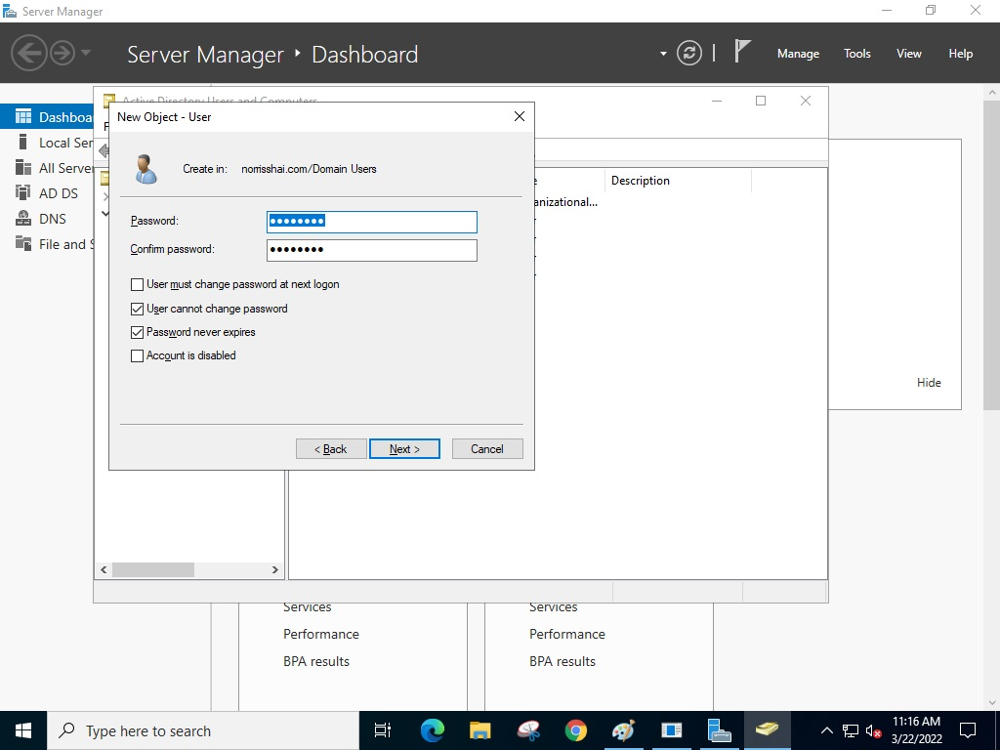 Server Manager
Server Manager ‣ Dashboard
Manage
Tools
View
Help
Active Directory Users and Computers
New Object - User
Create in: norrisshai.com/Domain Users
Password:
●●●●●●●●
Confirm password:
●●●●●●●●
User must change password at next logon
User cannot change password
Password never expires
Account is disabled
< Back
Next >
Cancel
Dashboa
Local Ser
All Server
AD DS
DNS
File and S
Description
anizational...
Hide
Services
Performance
BPA results
Services
Performance
BPA results
Type here to search
11:16 AM
3/22/2022